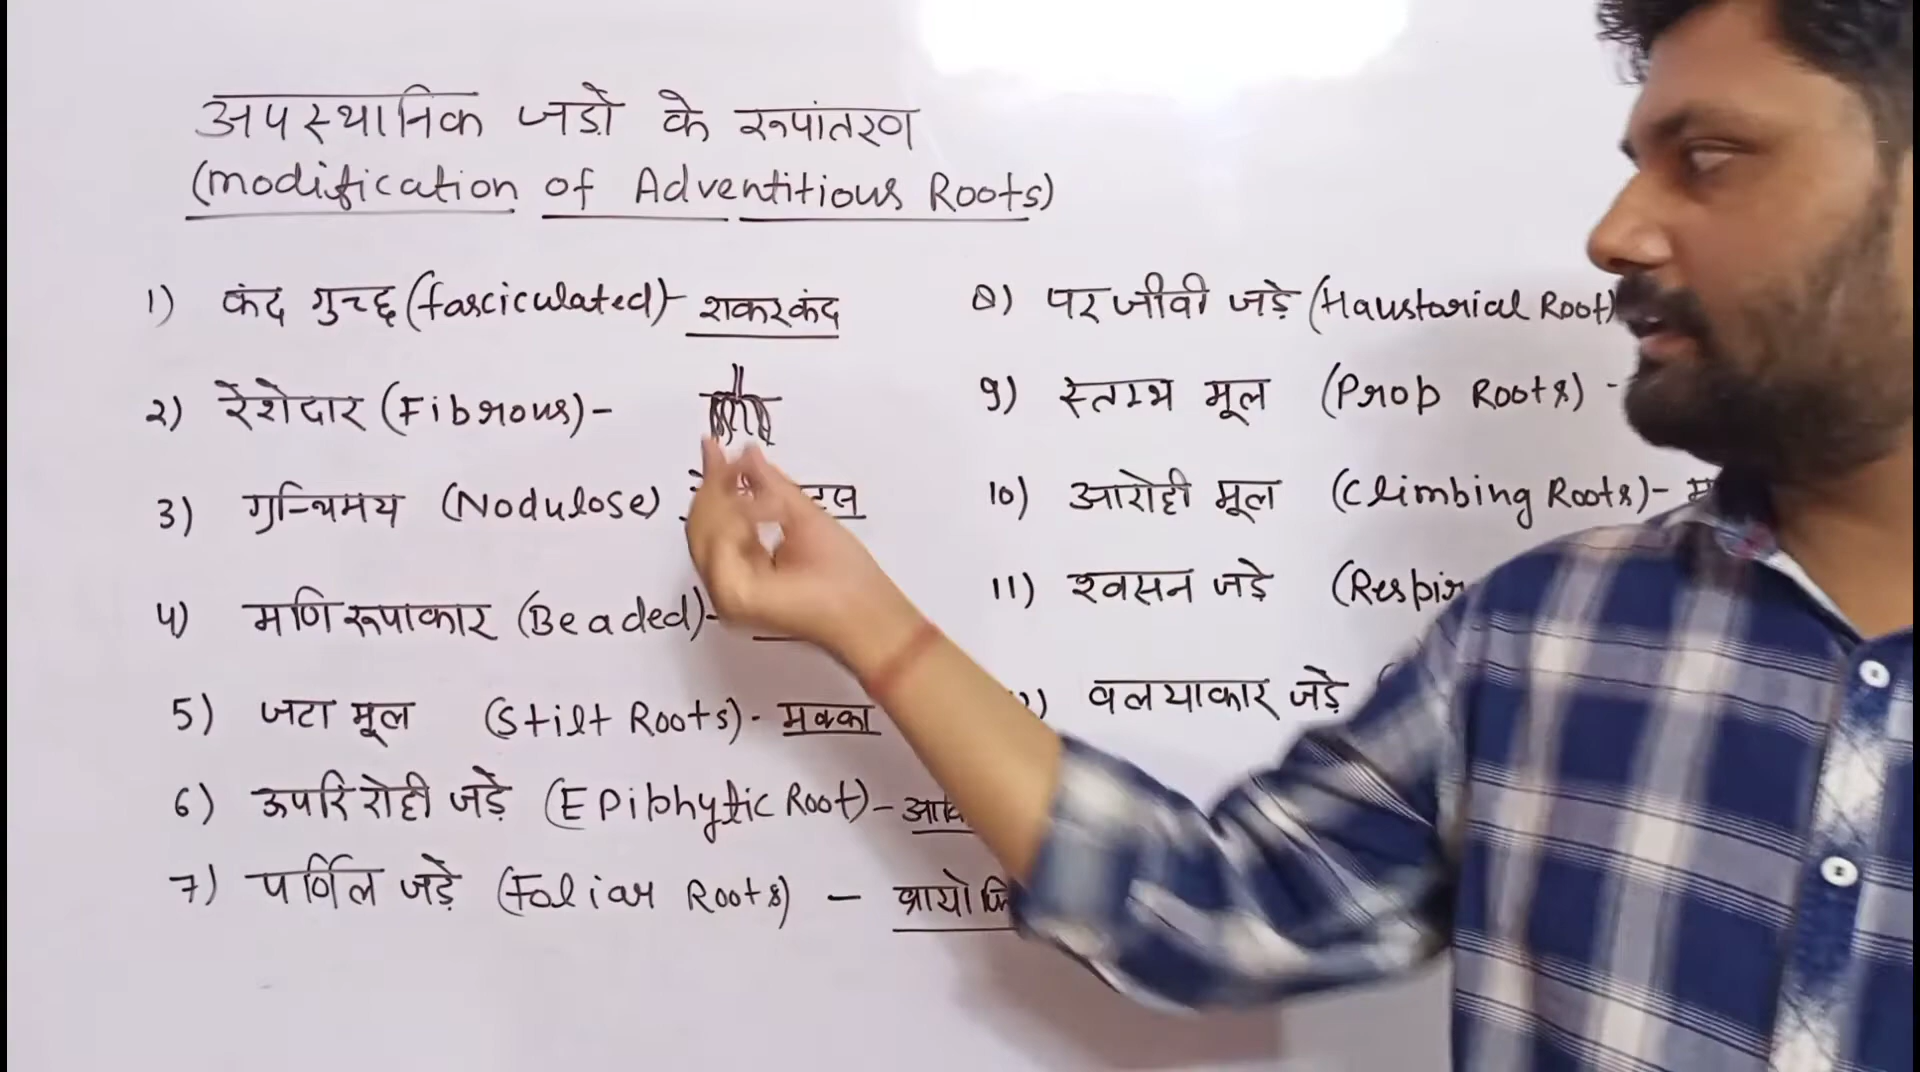 अपस्थानिक जड़ों के रूपांतरण
(modification of Adventitious Roots)
1) कंद गुच्छ (fasciculated)- शकरकंद
2) रेशेदार (Fibrous)-
3) ग्रन्थिमय (Nodulose)
4) मणि रूपाकार (Beaded)-
5) जटा मूल (Stilt Roots)- मक्का
6) ऊपरि रोही जड़ें (Epiphytic Root)-
7) पर्णिल जड़ें (Foliar Roots) -
8) पर जीवी जड़ें (Haustorial Root)
9) स्तम्भ मूल (Prop Roots) -
10) आरोही मूल (Climbing Roots)-
11) श्वसन जड़ें
वलयाकार जड़ें